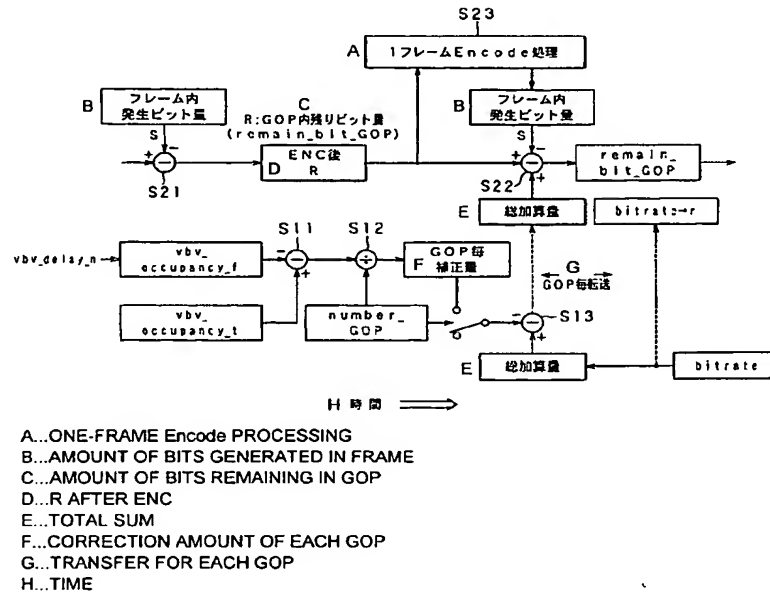 S23
A 1フレームEncode処理
B フレーム内
発生ビット量
S
S21
C
R:GOP内残りビット量
(remain_bit_GOP)
D ENC後
R
B フレーム内
発生ビット量
S
S22
remain_
bit_GOP
E 総加算量
bitrate→r
vbv_delay_n
vbv_
occupancy_f
S11
S12
F GOP毎
補正量
G
GOP毎転送
vbv_
occupancy_t
number_
GOP
S13
E 総加算量
bitrate
H 時間
A...ONE-FRAME Encode PROCESSING
B...AMOUNT OF BITS GENERATED IN FRAME
C...AMOUNT OF BITS REMAINING IN GOP
D...R AFTER ENC
E...TOTAL SUM
F...CORRECTION AMOUNT OF EACH GOP
G...TRANSFER FOR EACH GOP
H...TIME